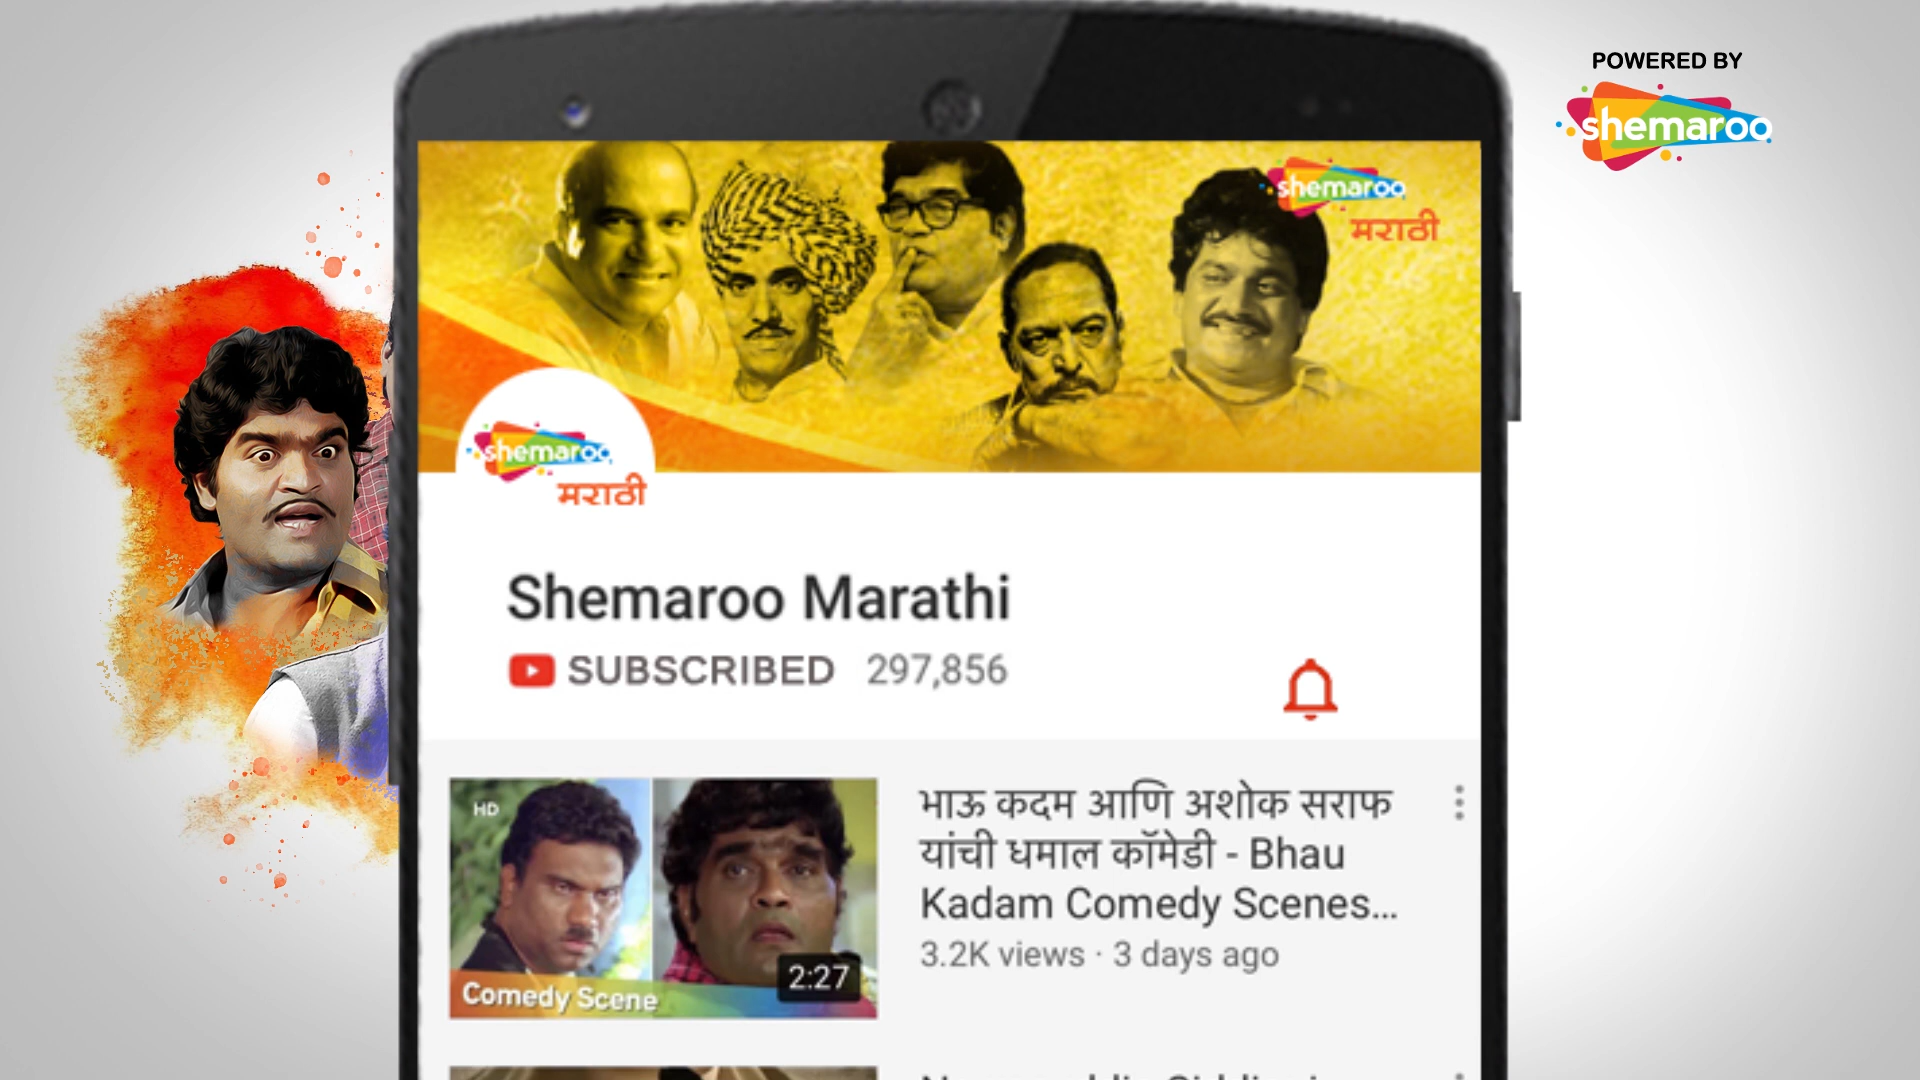 POWERED BY
shemaroo
shemaroo
मराठी
shemaroo
मराठी
Shemaroo Marathi
SUBSCRIBED 297,856
HD
Comedy Scene
2:27
भाऊ कदम आणि अशोक सराफ
यांची धमाल कॉमेडी - Bhau
Kadam Comedy Scenes...
3.2K views · 3 days ago